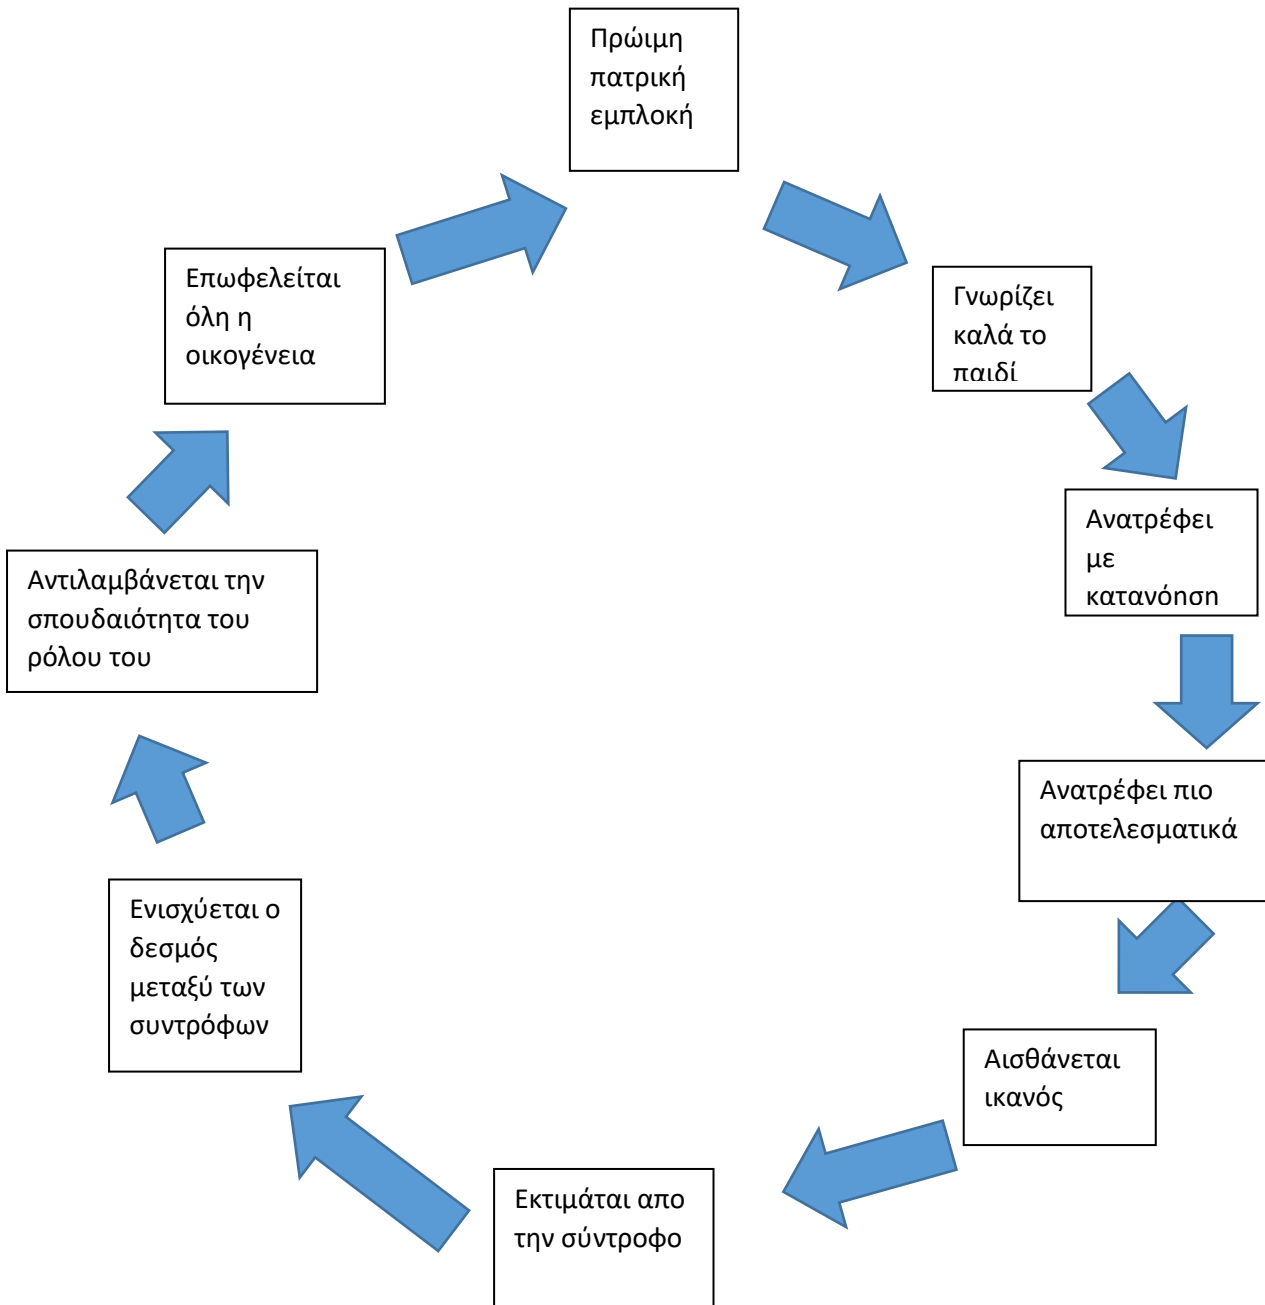 Πρώιμη
πατρική
εμπλοκή
Γνωρίζει
καλά το
παιδί
Ανατρέφει
με
κατανόηση
Ανατρέφει πιο
αποτελεσματικά
Αισθάνεται
ικανός
Εκτιμάται απο
την σύντροφο
Ενισχύεται ο
δεσμός
μεταξύ των
συντρόφων
Αντιλαμβάνεται την
σπουδαιότητα του
ρόλου του
Επωφελείται
όλη η
οικογένεια